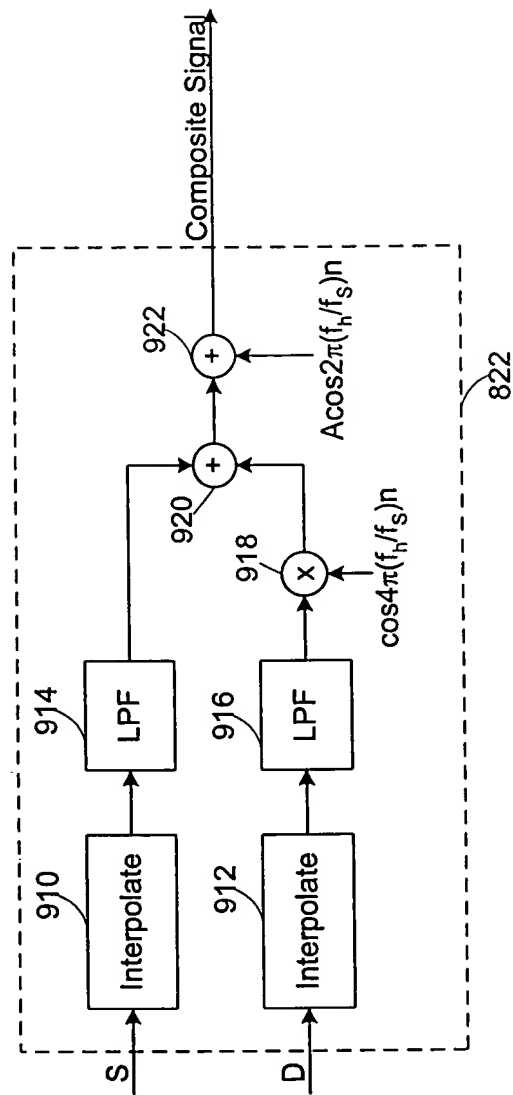 S
910
Interpolate
914
LPF
D
912
Interpolate
916
LPF
918
x
cos4π(f_h/f_s)n
920
+
922
+
Acos2π(f_h/f_s)n
Composite Signal
822